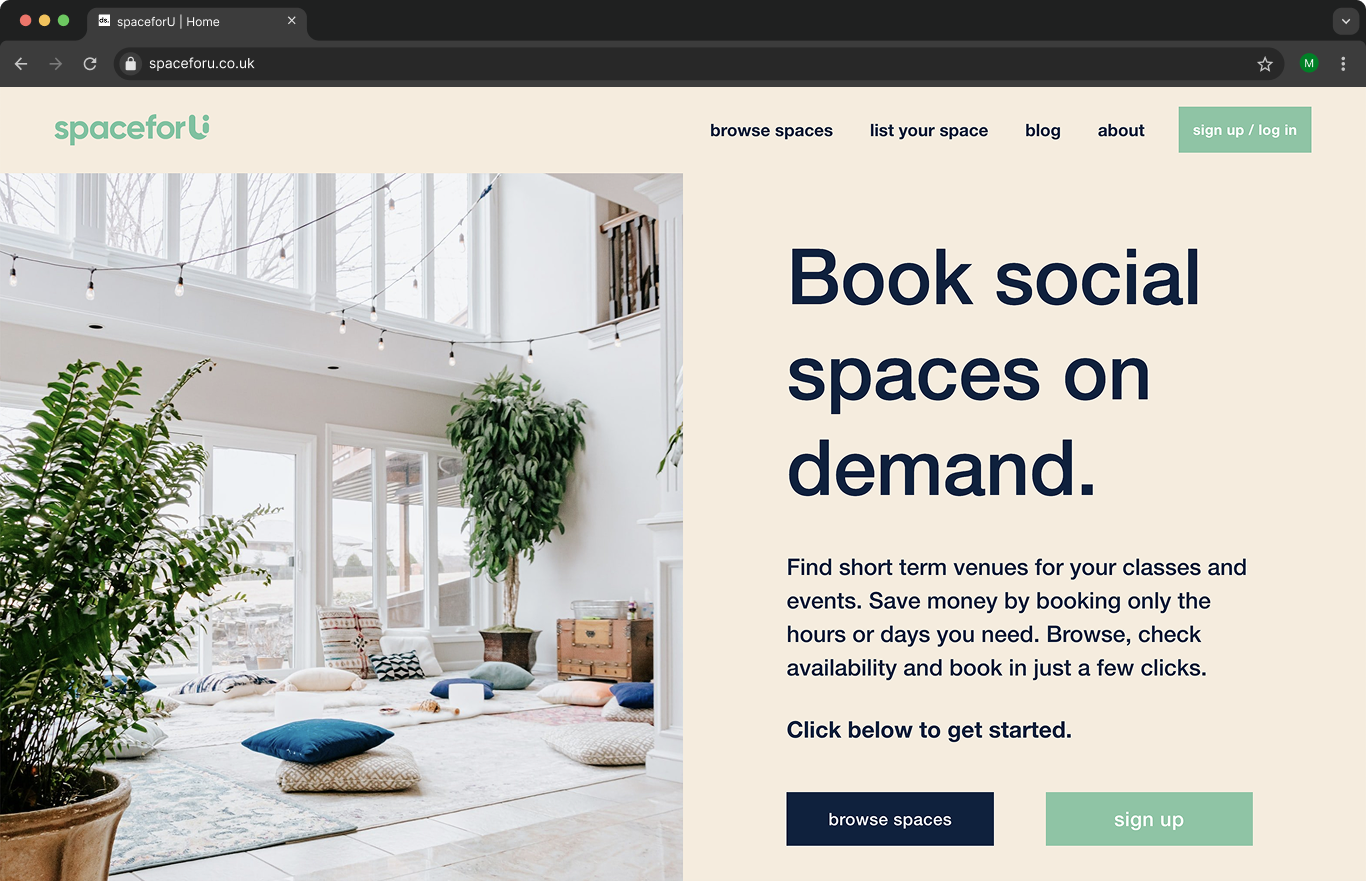 ds. spaceforU | Home
spaceforu.co.uk
M
spaceforU
browse spaces
list your space
blog
about
sign up / log in
Book social
spaces on
demand.
Find short term venues for your classes and
events. Save money by booking only the
hours or days you need. Browse, check
availability and book in just a few clicks.
Click below to get started.
browse spaces
sign up